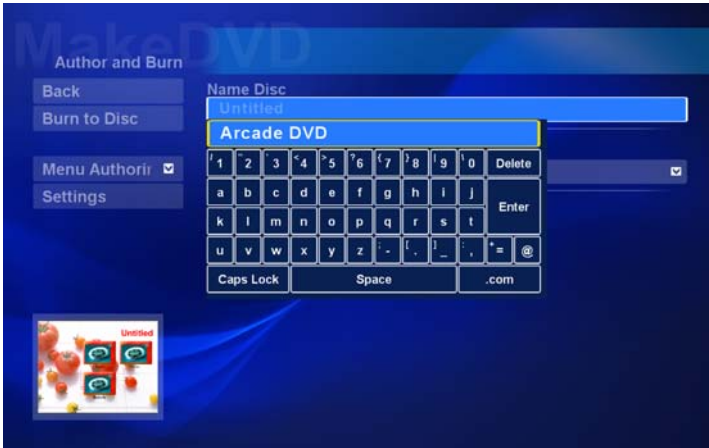 MakeDVD
Author and Burn
Back
Burn to Disc
Menu Authorir
Settings
Name Disc
Untitled
Arcade DVD
1 2 3 4 5 6 7 8 9 0 Delete
a b c d e f g h i j
Enter
k l m n o p q r s t
u v w x y z - . _ , = @
Caps Lock Space .com
Untitled